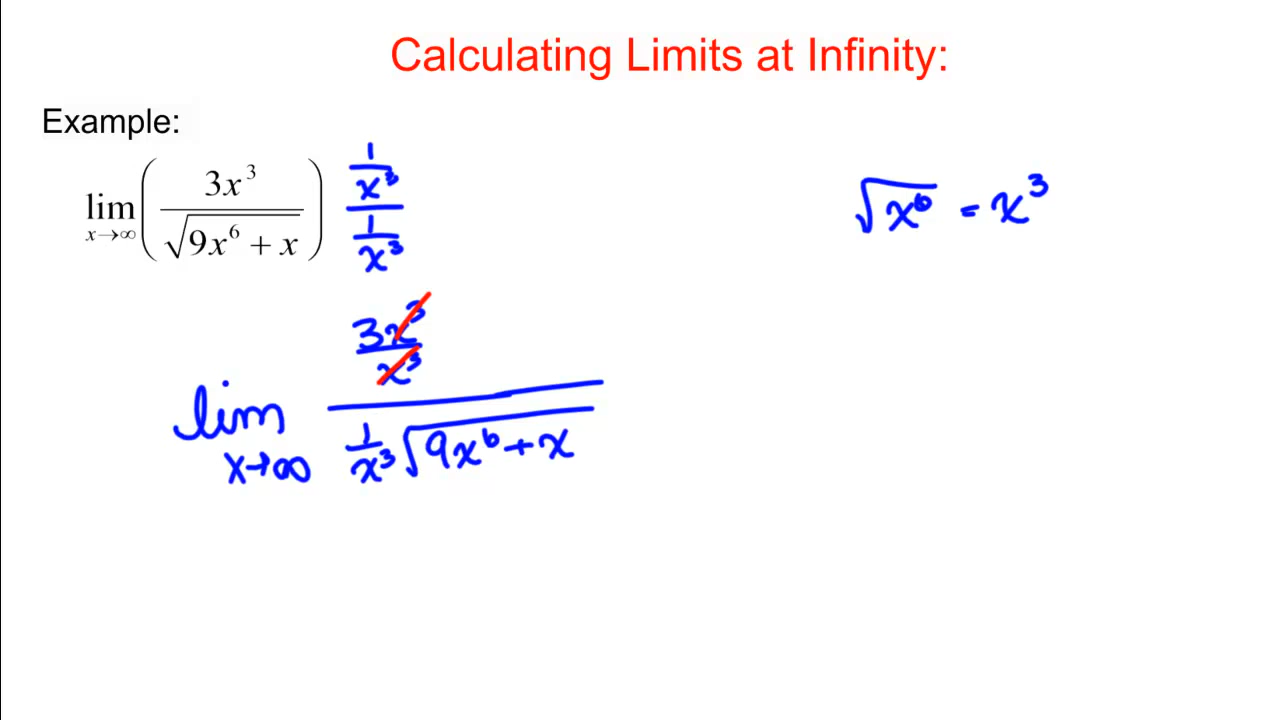 Calculating Limits at Infinity:
Example:
lim x→∞ ( 3x³ / √(9x⁶ + x) ) (1/x³) / (1/x³)
√x⁶ = x³
lim x→∞ (3x³ / x³) / ( 1/x³ √(9x⁶ + x) )